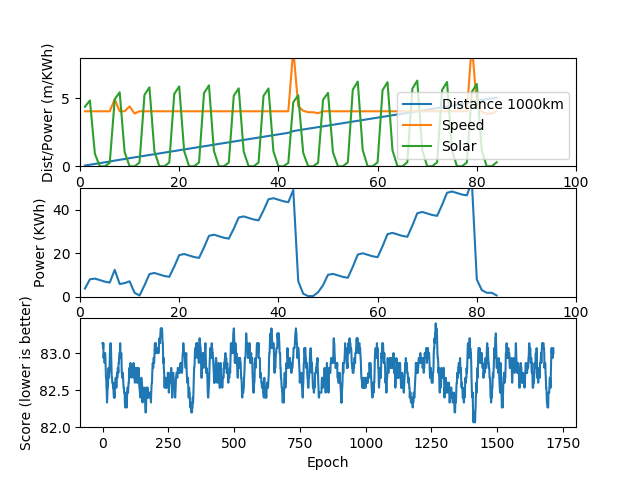 Dist/Power (m/KWh)
5
0
Distance 1000km
Speed
Solar
0 20 40 60 80 100
Power (KWh)
40
20
0
0 20 40 60 80 100
Score (lower is better)
83.0
82.5
82.0
0 250 500 750 1000 1250 1500 1750
Epoch